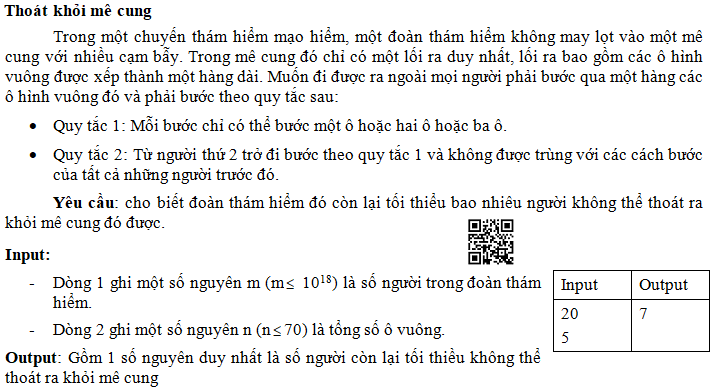 Thoát khỏi mê cung
Trong một chuyến thám hiểm mạo hiểm, một đoàn thám hiểm không may lọt vào một mê
cung với nhiều cạm bẫy. Trong mê cung đó chỉ có một lối ra duy nhất, lối ra bao gồm các ô hình
vuông được xếp thành một hàng dài. Muốn đi được ra ngoài mọi người phải bước qua một hàng các
ô hình vuông đó và phải bước theo quy tắc sau:
• Quy tắc 1: Mỗi bước chỉ có thể bước một ô hoặc hai ô hoặc ba ô.
• Quy tắc 2: Từ người thứ 2 trở đi bước theo quy tắc 1 và không được trùng với các cách bước
của tất cả những người trước đó.
Yêu cầu: cho biết đoàn thám hiểm đó còn lại tối thiểu bao nhiêu người không thể thoát ra
khỏi mê cung đó được.
Input:
- Dòng 1 ghi một số nguyên m (m≤ 10¹⁸) là số người trong đoàn thám
hiểm.
- Dòng 2 ghi một số nguyên n (n≤70) là tổng số ô vuông.
Output: Gồm 1 số nguyên duy nhất là số người còn lại tối thiểu không thể
thoát ra khỏi mê cung
Input Output
20 7
5